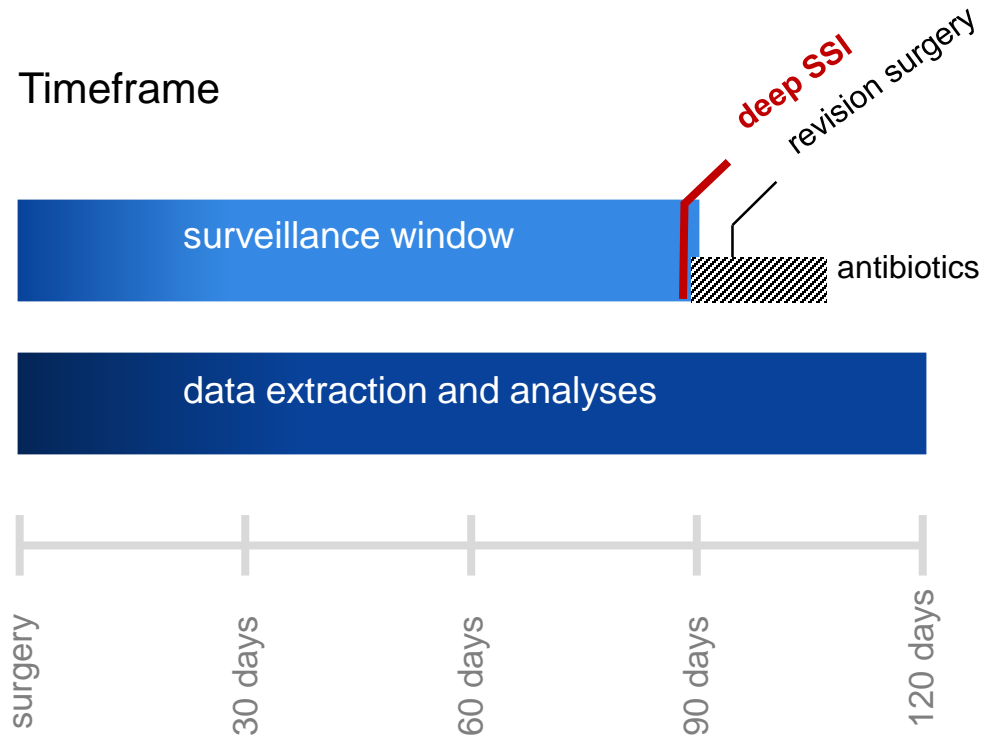 Timeframe
deep SSI
revision surgery
surveillance window
antibiotics
data extraction and analyses
surgery
30 days
60 days
90 days
120 days